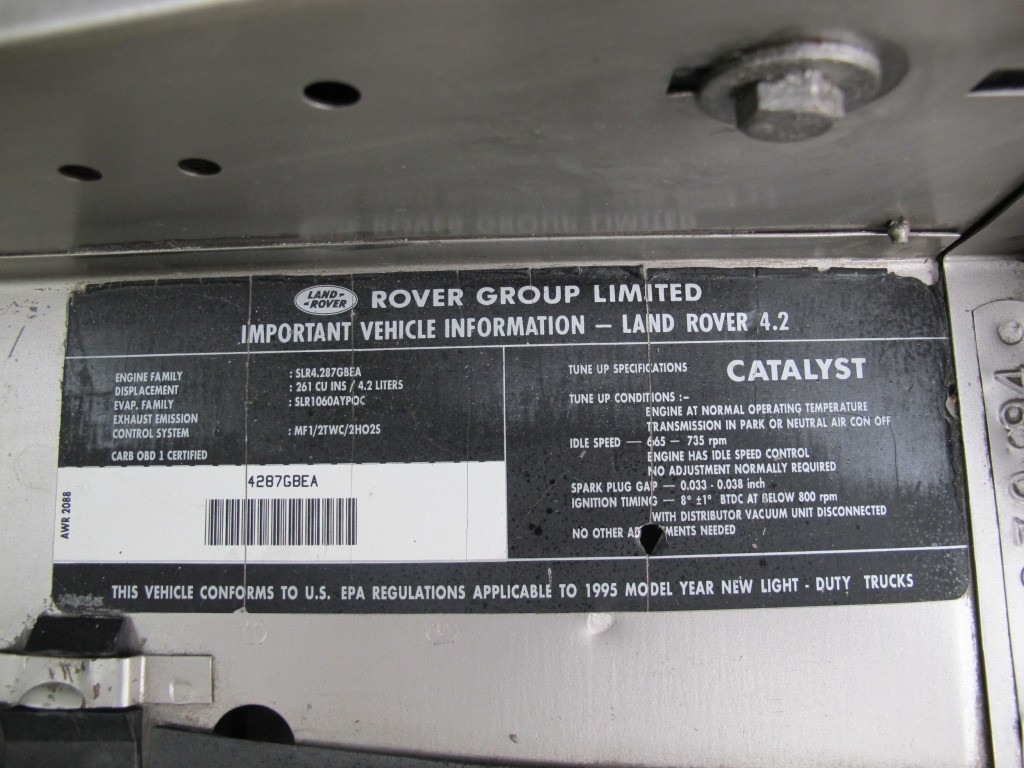 LAND-
-ROVER
ROVER GROUP LIMITED
IMPORTANT VEHICLE INFORMATION — LAND ROVER 4.2
ENGINE FAMILY : SLR4.287GBEA
DISPLACEMENT : 261 CU INS / 4.2 LITERS
EVAP. FAMILY : SLR1060AYPOC
EXHAUST EMISSION
CONTROL SYSTEM : MF1/2TWC/2HO2S
CARB OBD 1 CERTIFIED
4287GBEA
AWR 2088
TUNE UP SPECIFICATIONS CATALYST
TUNE UP CONDITIONS :-
ENGINE AT NORMAL OPERATING TEMPERATURE
TRANSMISSION IN PARK OR NEUTRAL AIR CON OFF
IDLE SPEED — 665 — 735 rpm
ENGINE HAS IDLE SPEED CONTROL
NO ADJUSTMENT NORMALLY REQUIRED
SPARK PLUG GAP — 0.033 - 0.038 inch
IGNITION TIMING — 8° ±1° BTDC AT BELOW 800 rpm
WITH DISTRIBUTOR VACUUM UNIT DISCONNECTED
NO OTHER AD MENTS NEEDED
THIS VEHICLE CONFORMS TO U.S. EPA REGULATIONS APPLICABLE TO 1995 MODEL YEAR NEW LIGHT - DUTY TRUCKS